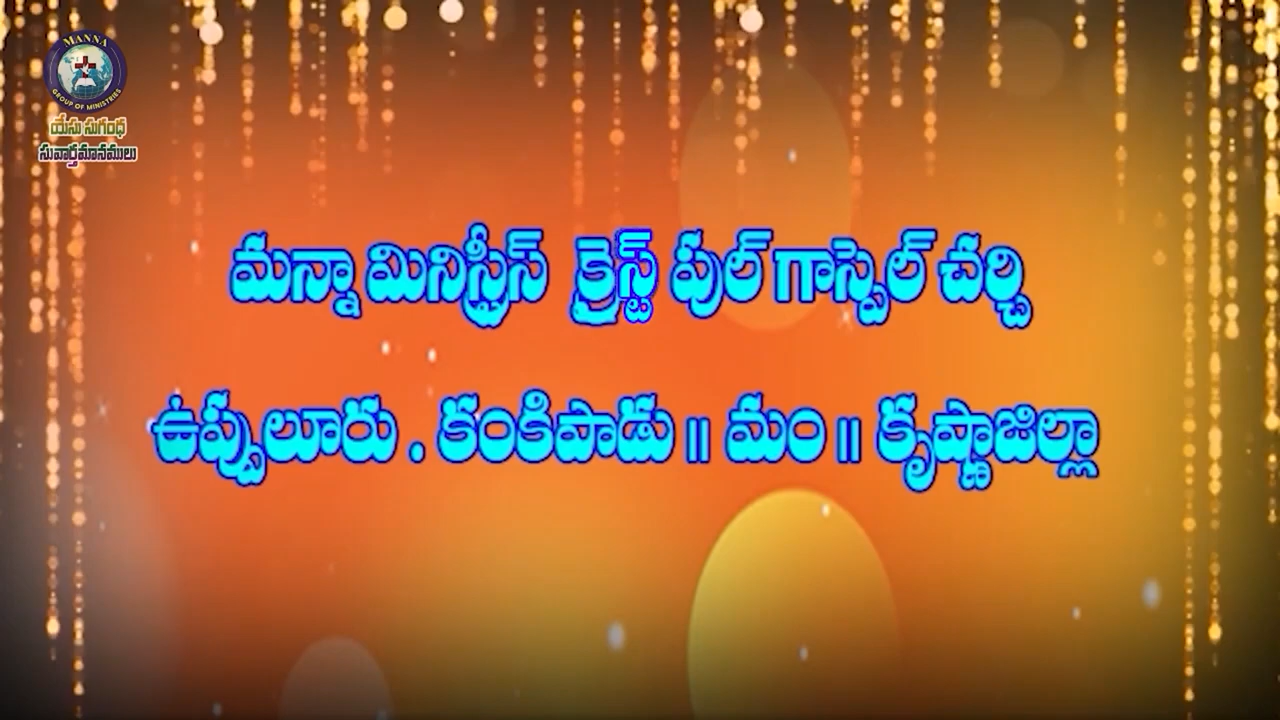 MANNA
GROUP OF MINISTRIES
యేసు సుగంధ
సువార్తమానములు
మన్నా మినిస్ట్రీస్ క్రైస్ట్ ఫుల్ గాస్పెల్ చర్చి
ఉప్పులూరు . కంకిపాడు || మం || కృష్ణాజిల్లా